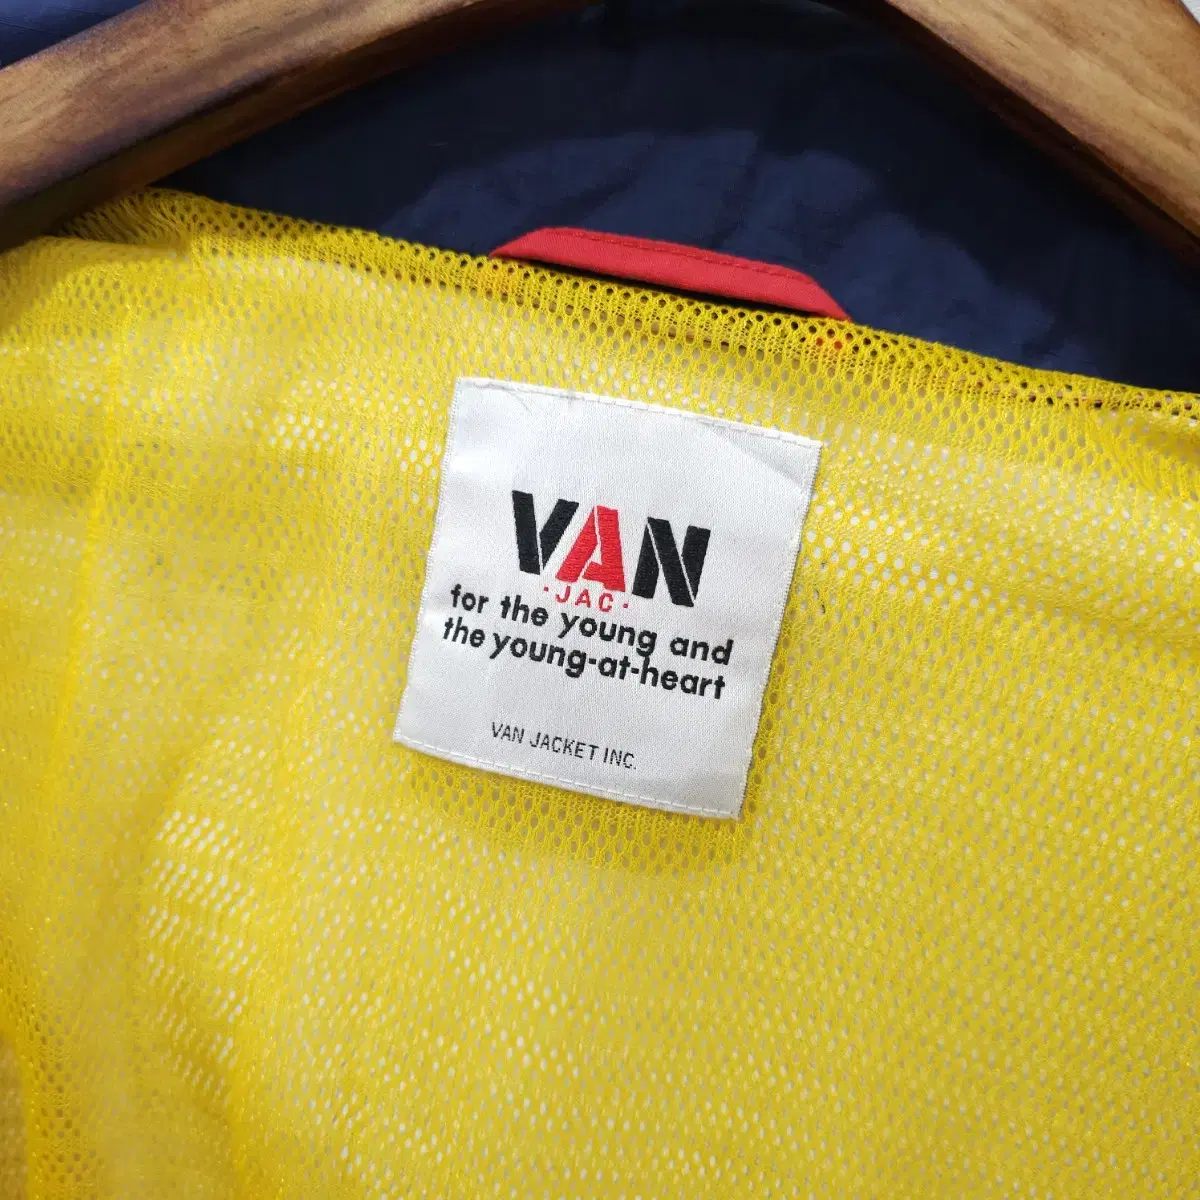 VAN
·JAC·
for the young and
the young-at-heart
VAN JACKET INC.